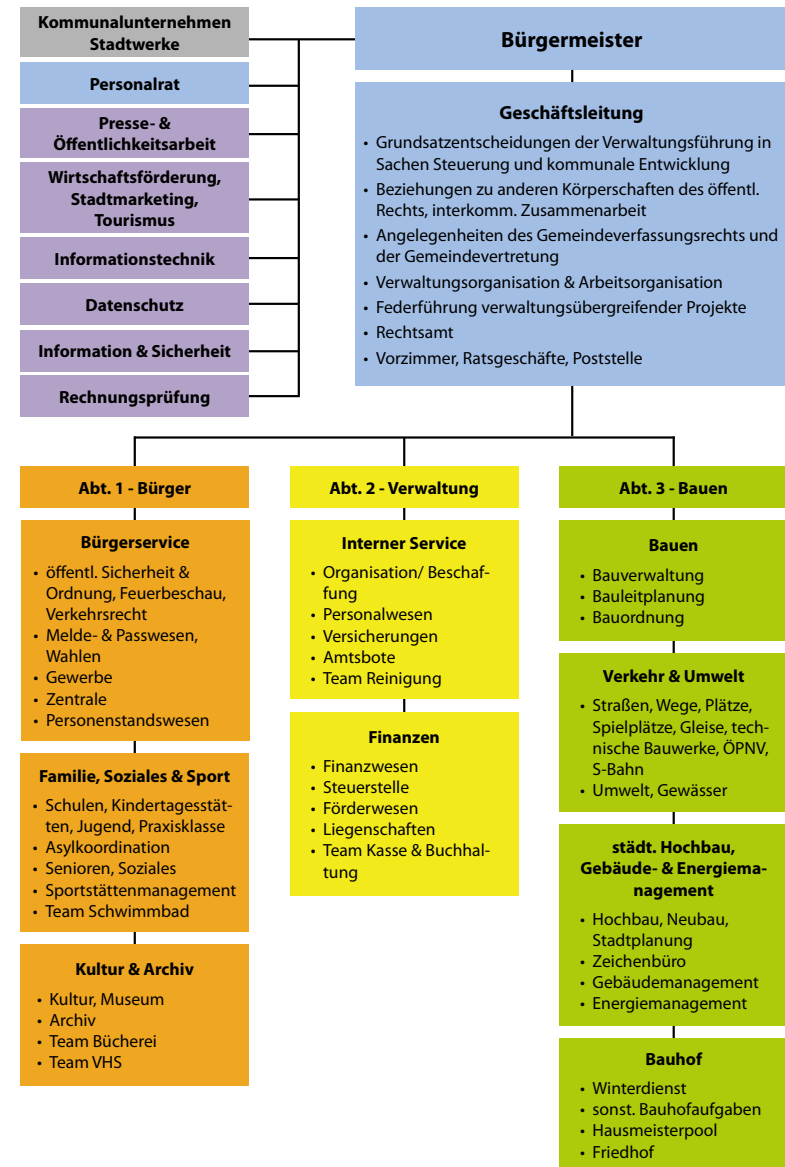 Kommunalunternehmen
Stadtwerke
Personalrat
Presse- &
Öffentlichkeitsarbeit
Wirtschaftsförderung,
Stadtmarketing,
Tourismus
Informationstechnik
Datenschutz
Information & Sicherheit
Rechnungsprüfung
Bürgermeister
Geschäftsleitung
• Grundsatzentscheidungen der Verwaltungsführung in
Sachen Steuerung und kommunale Entwicklung
• Beziehungen zu anderen Körperschaften des öffentl.
Rechts, interkomm. Zusammenarbeit
• Angelegenheiten des Gemeindeverfassungsrechts und
der Gemeindevertretung
• Verwaltungsorganisation & Arbeitsorganisation
• Federführung verwaltungsübergreifender Projekte
• Rechtsamt
• Vorzimmer, Ratsgeschäfte, Poststelle
Abt. 1 - Bürger
Bürgerservice
• öffentl. Sicherheit &
Ordnung, Feuerbeschau,
Verkehrsrecht
• Melde- & Passwesen,
Wahlen
• Gewerbe
• Zentrale
• Personenstandswesen
Familie, Soziales & Sport
• Schulen, Kindertagesstät-
ten, Jugend, Praxisklasse
• Asylkoordination
• Senioren, Soziales
• Sportstättenmanagement
• Team Schwimmbad
Kultur & Archiv
• Kultur, Museum
• Archiv
• Team Bücherei
• Team VHS
Abt. 2 - Verwaltung
Interner Service
• Organisation/ Beschaf-
fung
• Personalwesen
• Versicherungen
• Amtsbote
• Team Reinigung
Finanzen
• Finanzwesen
• Steuerstelle
• Förderwesen
• Liegenschaften
• Team Kasse & Buchhal-
tung
Abt. 3 - Bauen
Bauen
• Bauverwaltung
• Bauleitplanung
• Bauordnung
Verkehr & Umwelt
• Straßen, Wege, Plätze,
Spielplätze, Gleise, tech-
nische Bauwerke, ÖPNV,
S-Bahn
• Umwelt, Gewässer
städt. Hochbau,
Gebäude- & Energiema-
nagement
• Hochbau, Neubau,
Stadtplanung
• Zeichenbüro
• Gebäudemanagement
• Energiemanagement
Bauhof
• Winterdienst
• sonst. Bauhofaufgaben
• Hausmeisterpool
• Friedhof